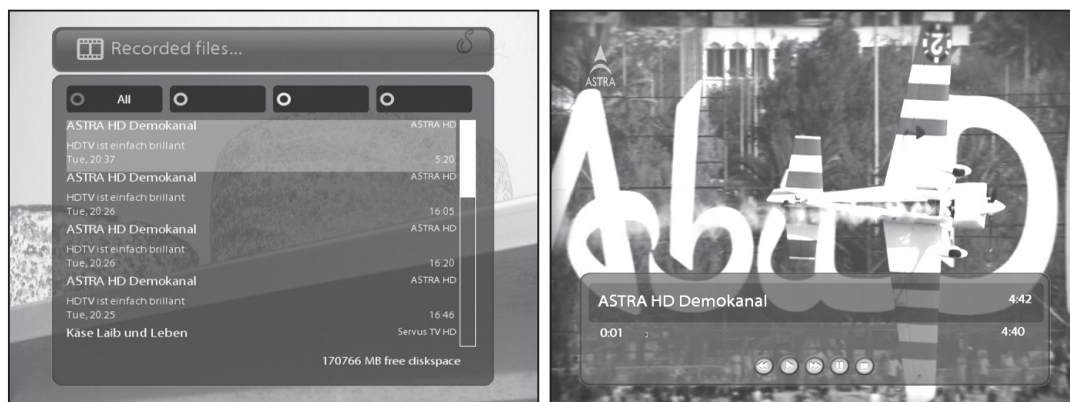 Recorded files...
All
ASTRA HD Demokanal ASTRA HD
HDTV ist einfach brillant
Tue, 20:37 5:20
ASTRA HD Demokanal ASTRA HD
HDTV ist einfach brillant
Tue, 20:26 16:05
ASTRA HD Demokanal ASTRA HD
HDTV ist einfach brillant
Tue, 20:26 16:20
ASTRA HD Demokanal ASTRA HD
HDTV ist einfach brillant
Tue, 20:25 16:46
Käse Laib und Leben Servus TV HD
170766 MB free diskspace
ASTRA
Abu D
ASTRA HD Demokanal 4:42
0:01 4:40